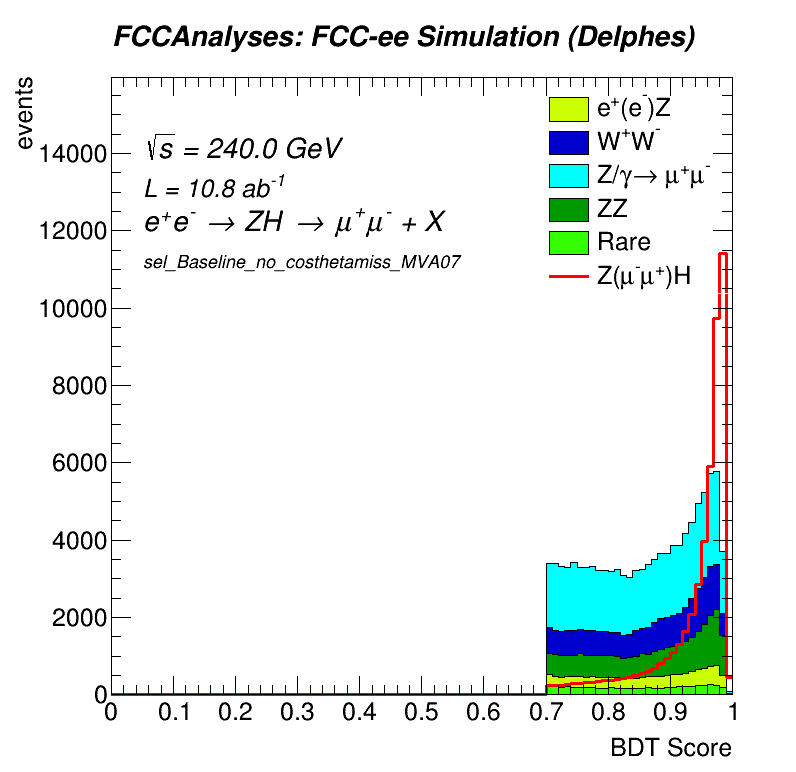 FCCAnalyses: FCC-ee Simulation (Delphes)
events
√s = 240.0 GeV
L = 10.8 ab⁻¹
e⁺e⁻ → ZH → μ⁺μ⁻ + X
sel_Baseline_no_costhetamiss_MVA07
e⁺(e⁻)Z
W⁺W⁻
Z/γ→ μ⁺μ⁻
ZZ
Rare
Z(μ⁻μ⁺)H
14000
12000
10000
8000
6000
4000
2000
0
0 0.1 0.2 0.3 0.4 0.5 0.6 0.7 0.8 0.9 1
BDT Score